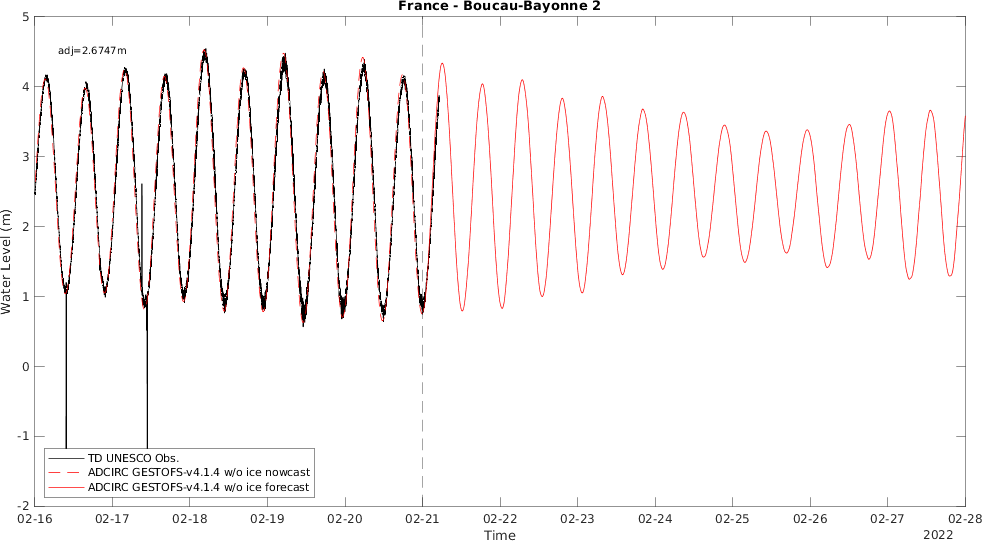 France - Boucau-Bayonne 2
adj=2.6747m
5
4
3
2
1
0
-1
-2
Water Level (m)
TD UNESCO Obs.
ADCIRC GESTOFS-v4.1.4 w/o ice nowcast
ADCIRC GESTOFS-v4.1.4 w/o ice forecast
02-16 02-17 02-18 02-19 02-20 02-21 02-22 02-23 02-24 02-25 02-26 02-27 02-28
Time
2022